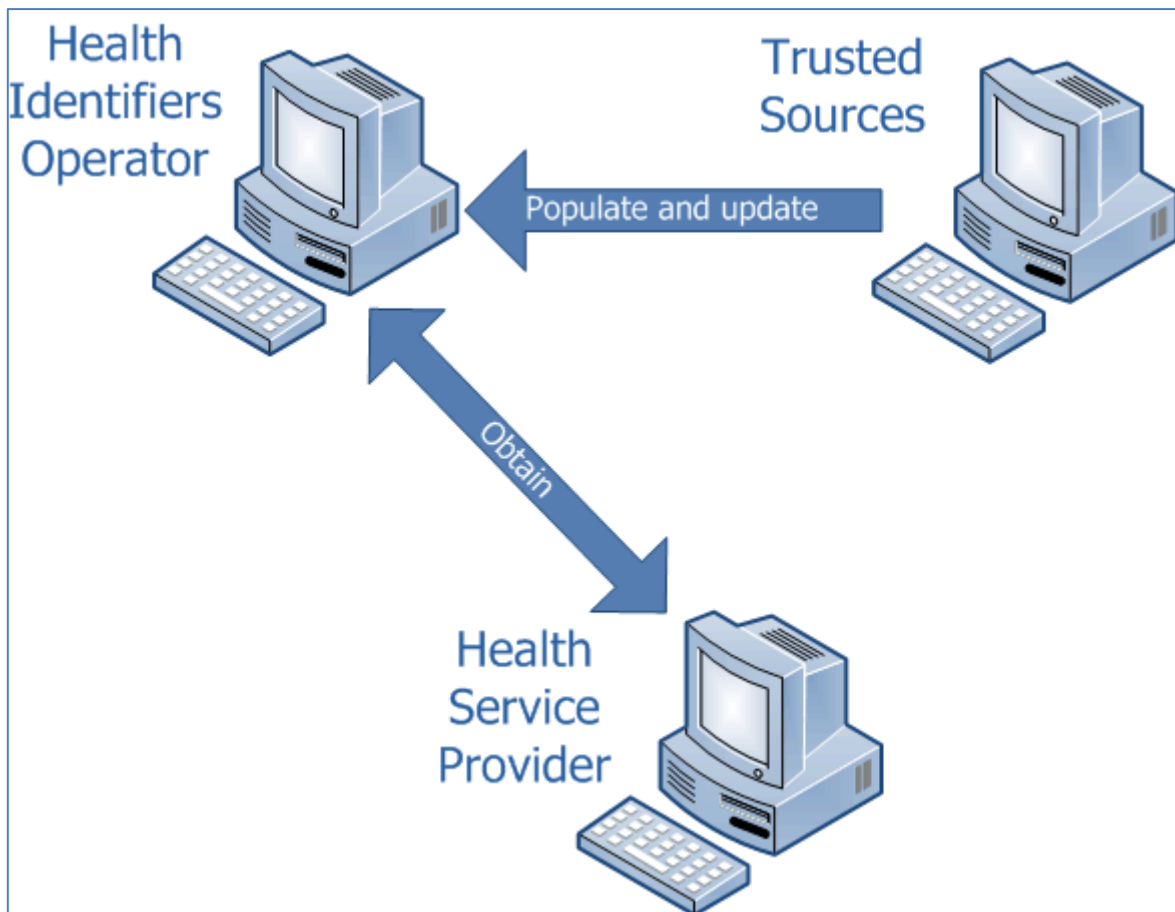 Health
Identifiers
Operator
Trusted
Sources
Populate and update
Obtain
Health
Service
Provider